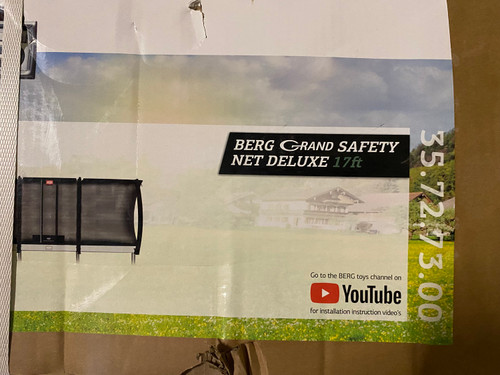 BERG GRAND SAFETY
NET DELUXE 17ft
35.72.73.00
Go to the BERG toys channel on
YouTube
for installation instruction video's